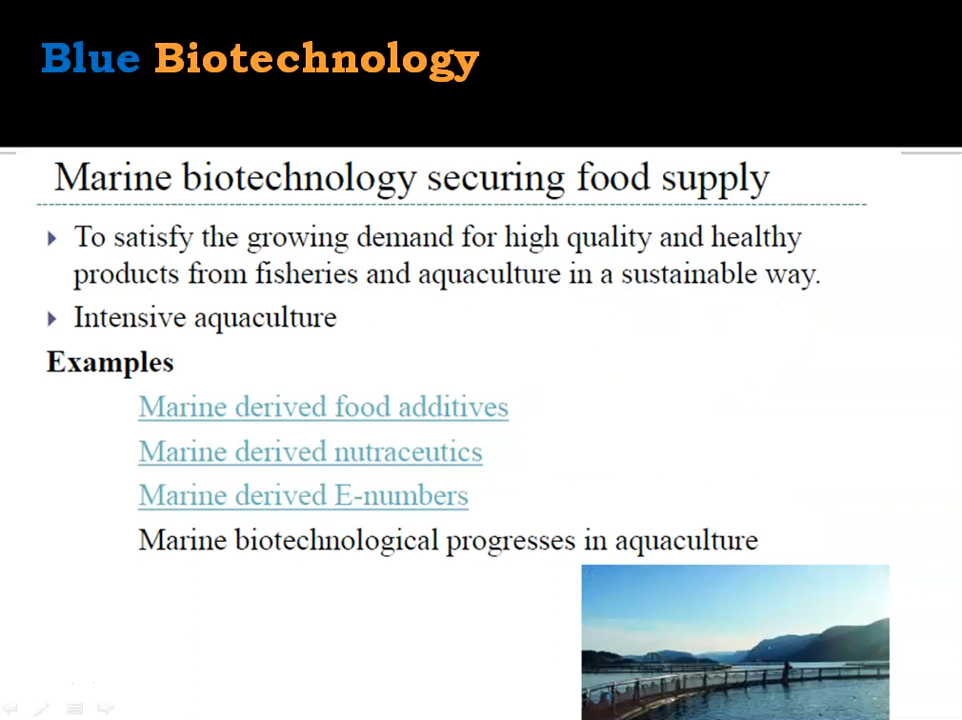 Blue Biotechnology
Marine biotechnology securing food supply
To satisfy the growing demand for high quality and healthy
products from fisheries and aquaculture in a sustainable way.
Intensive aquaculture
Examples
Marine derived food additives
Marine derived nutraceutics
Marine derived E-numbers
Marine biotechnological progresses in aquaculture